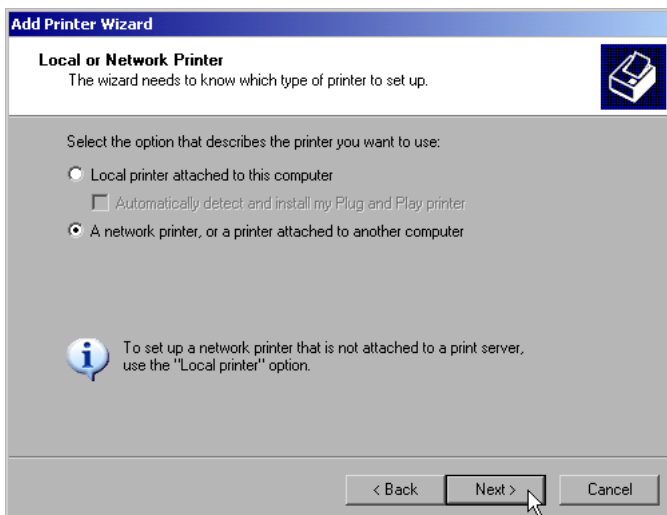 Add Printer Wizard
Local or Network Printer
The wizard needs to know which type of printer to set up.
Select the option that describes the printer you want to use:
Local printer attached to this computer
Automatically detect and install my Plug and Play printer
A network printer, or a printer attached to another computer
To set up a network printer that is not attached to a print server,
use the "Local printer" option.
< Back
Next >
Cancel